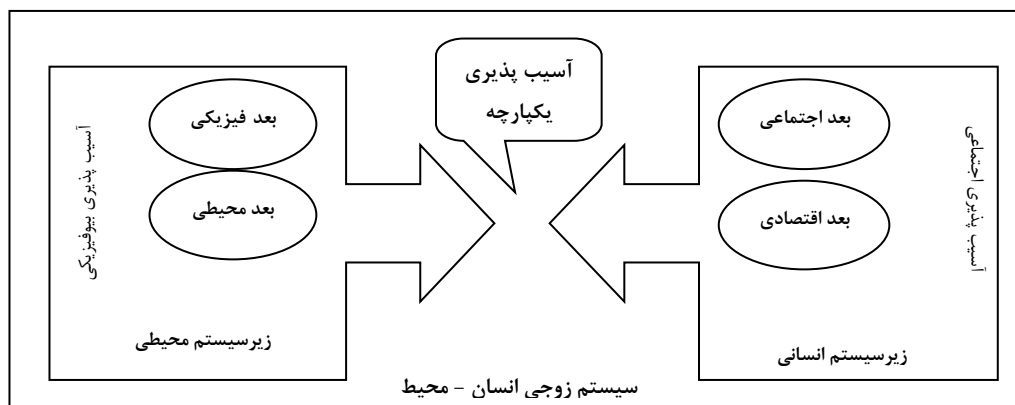 آسیب پذیری
یکپارچه
بعد اجتماعی
بعد اقتصادی
آسیب پذیری اجتماعی
زیرسیستم انسانی
بعد فیزیکی
بعد محیطی
آسیب پذیری بیوفیزیکی
زیرسیستم محیطی
سیستم زوجی انسان - محیط